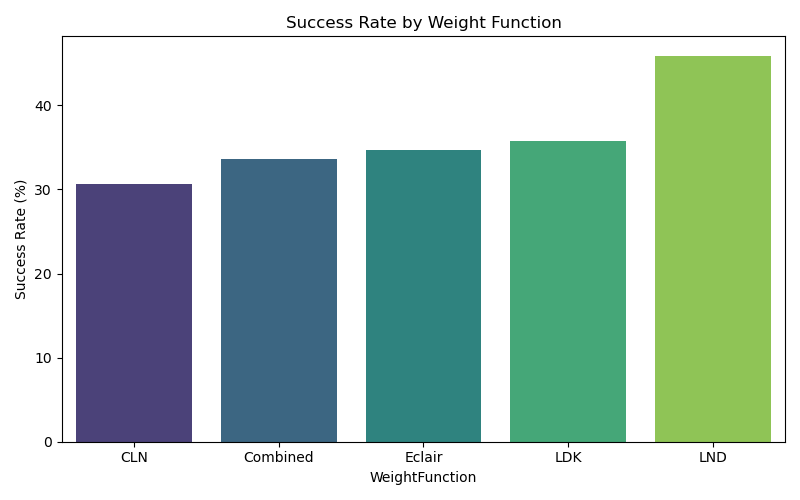 Success Rate by Weight Function
Success Rate (%)
40
30
20
10
0
CLN Combined Eclair LDK LND
WeightFunction